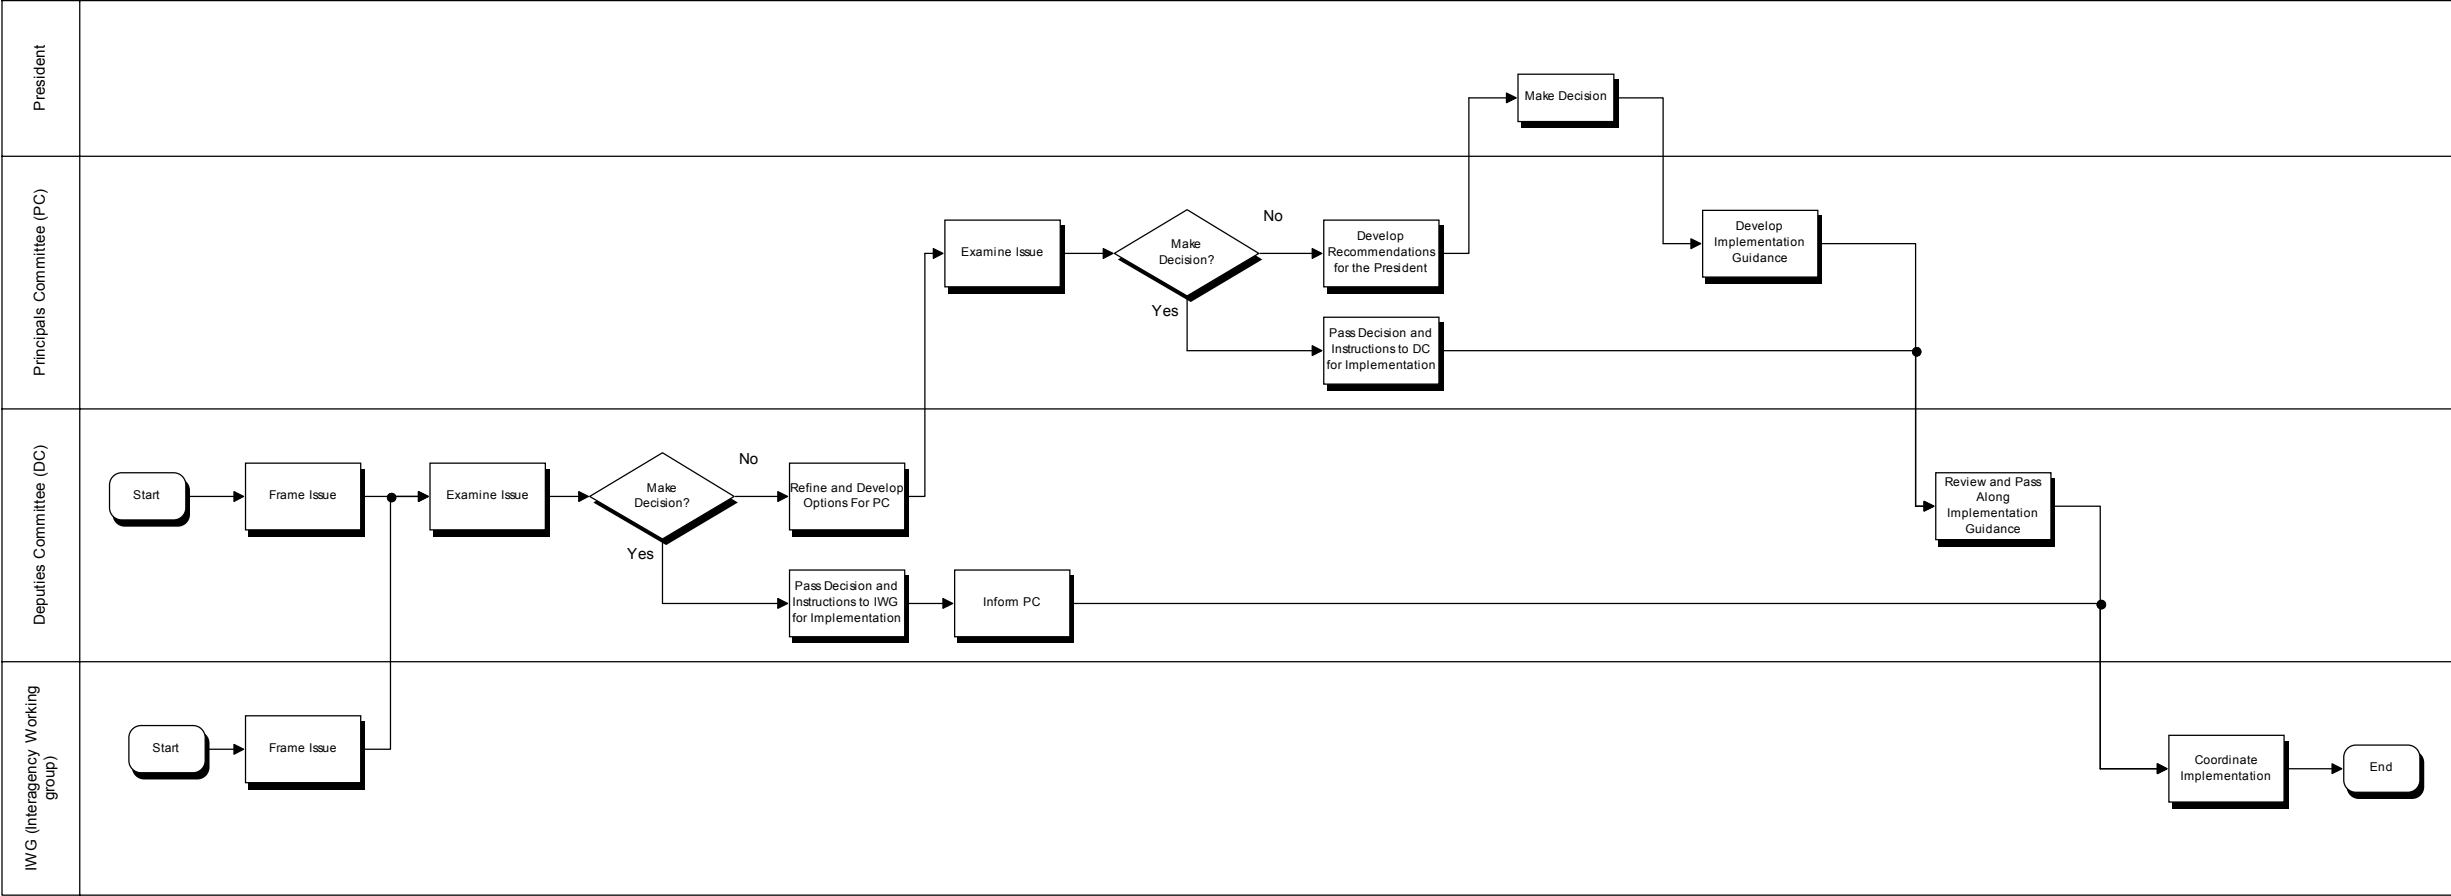 President
Make Decision
Principals Committee (PC)
Examine Issue
Make
Decision?
No
Yes
Develop
Recommendations
for the President
Pass Decision and
Instructions to DC
for Implementation
Develop
Implementation
Guidance
Deputies Committee (DC)
Start
Frame Issue
Examine Issue
Make
Decision?
No
Yes
Refine and Develop
Options For PC
Pass Decision and
Instructions to IWG
for Implementation
Inform PC
Review and Pass
Along
Implementation
Guidance
IWG (Interagency Working
group)
Start
Frame Issue
Coordinate
Implementation
End